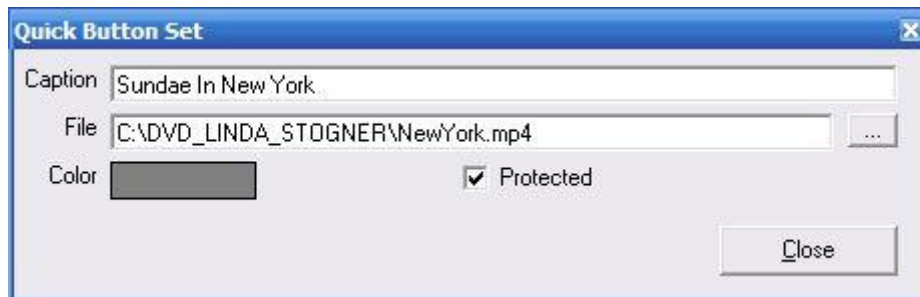 Quick Button Set
Caption Sundae In New York
File C:\DVD_LINDA_STOGNER\NewYork.mp4 ...
Color Protected
Close